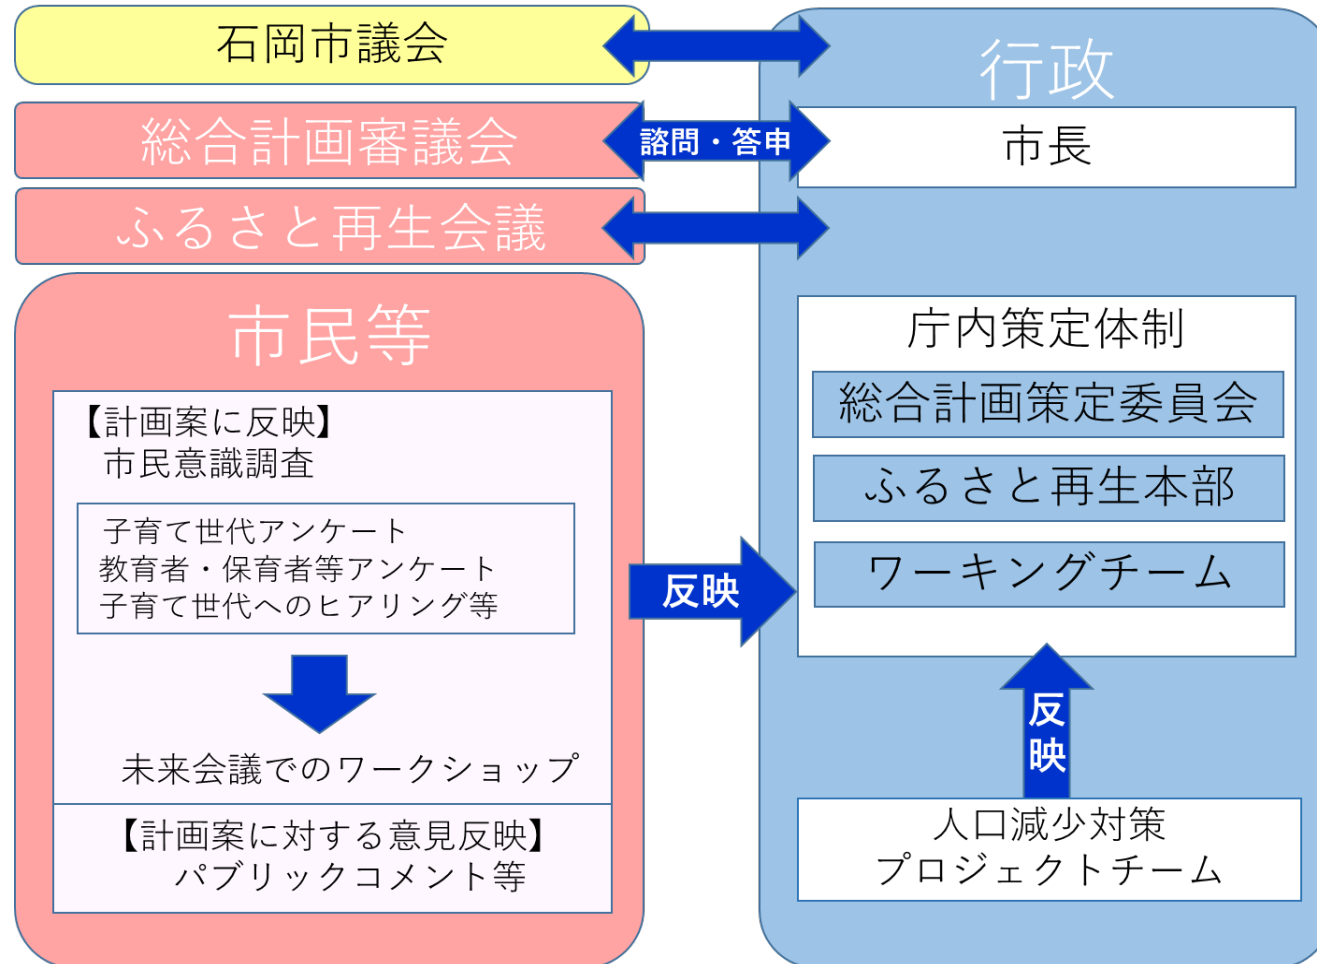 石岡市議会
総合計画審議会
ふるさと再生会議
諮問・答申
行政
市長
市民等
【計画案に反映】
市民意識調査
子育て世代アンケート
教育者・保育者等アンケート
子育て世代へのヒアリング等
未来会議でのワークショップ
【計画案に対する意見反映】
パブリックコメント等
反映
庁内策定体制
総合計画策定委員会
ふるさと再生本部
ワーキングチーム
反
映
人口減少対策
プロジェクトチーム